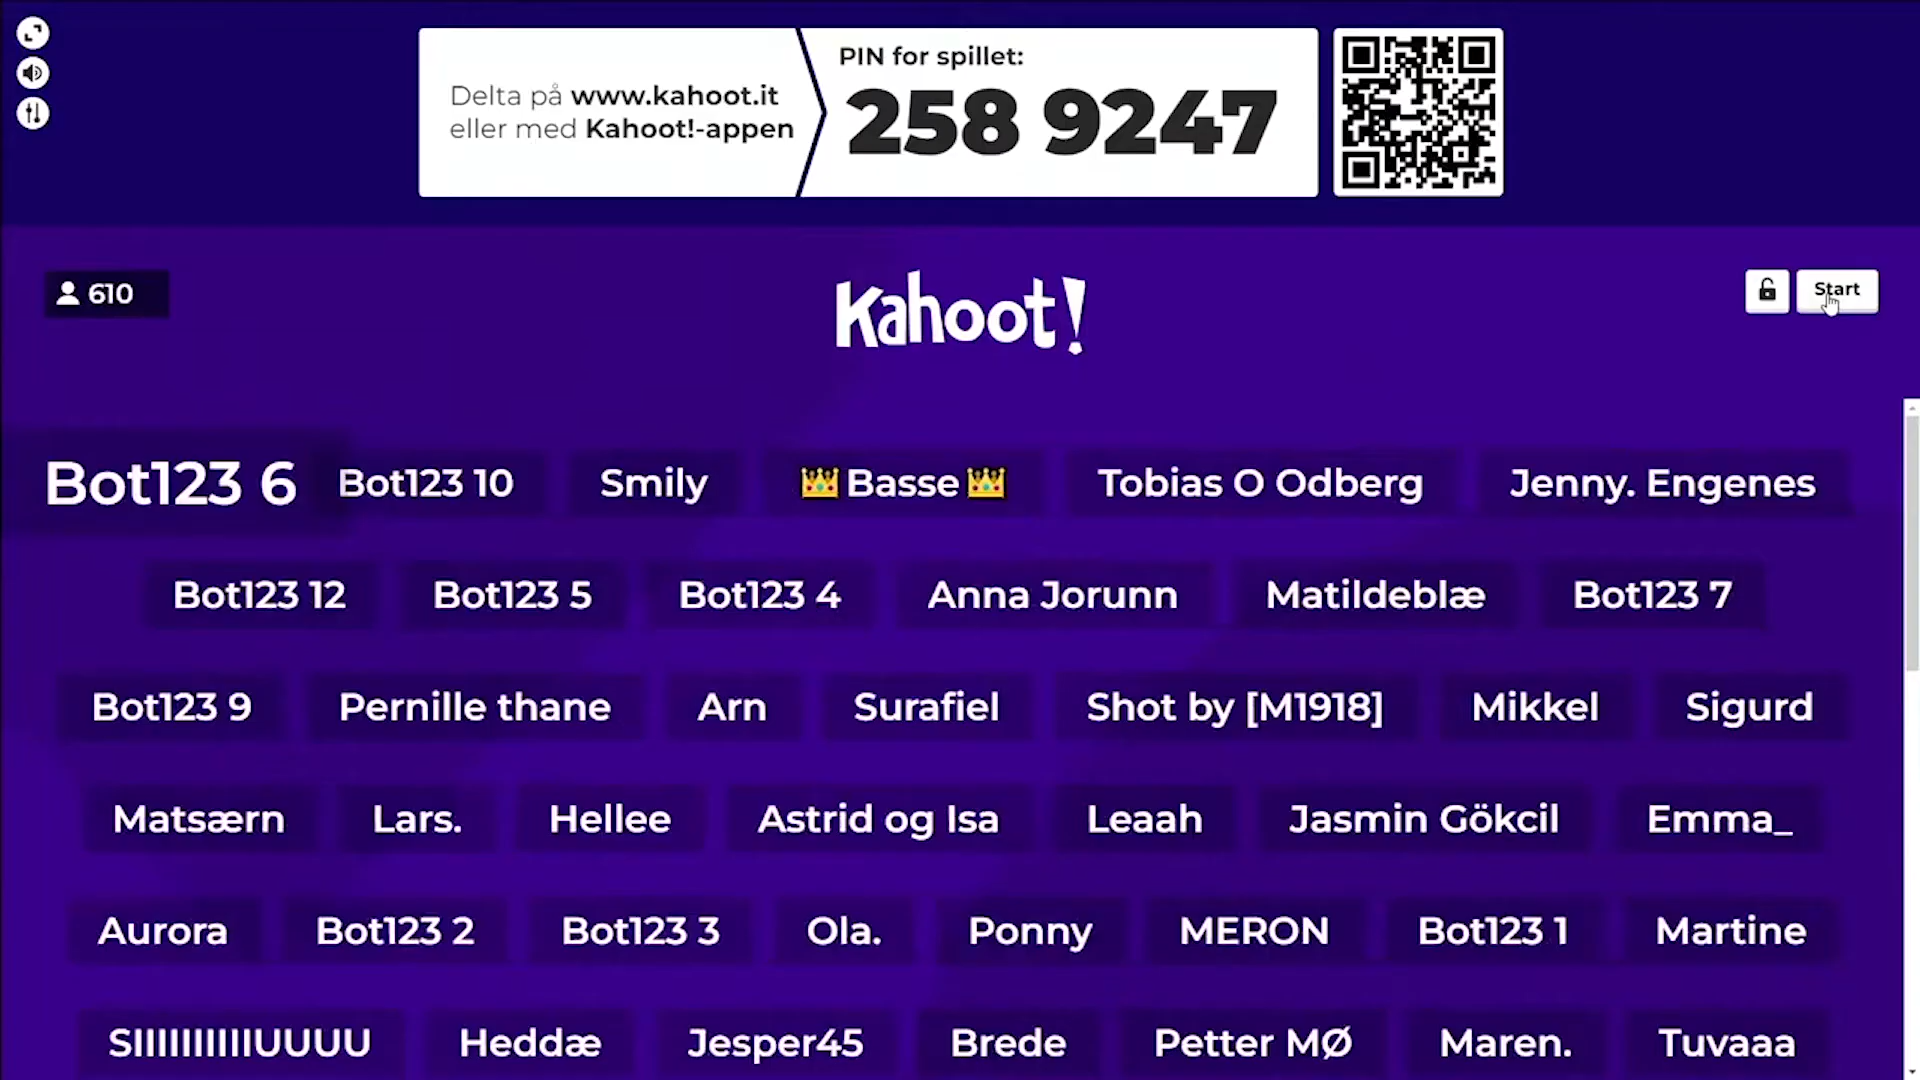 Delta på www.kahoot.it
eller med Kahoot!-appen
PIN for spillet:
258 9247
610
Kahoot!
Start
Bot123 6
Bot123 10
Smily
👑Basse👑
Tobias O Odberg
Jenny. Engenes
Bot123 12
Bot123 5
Bot123 4
Anna Jorunn
Matildeblæ
Bot123 7
Bot123 9
Pernille thane
Arn
Surafiel
Shot by [M1918]
Mikkel
Sigurd
Matsærn
Lars.
Hellee
Astrid og Isa
Leaah
Jasmin Gökcil
Emma_
Aurora
Bot123 2
Bot123 3
Ola.
Ponny
MERON
Bot123 1
Martine
SIIIIIIIIIIUUUU
Heddæ
Jesper45
Brede
Petter MØ
Maren.
Tuvaaa